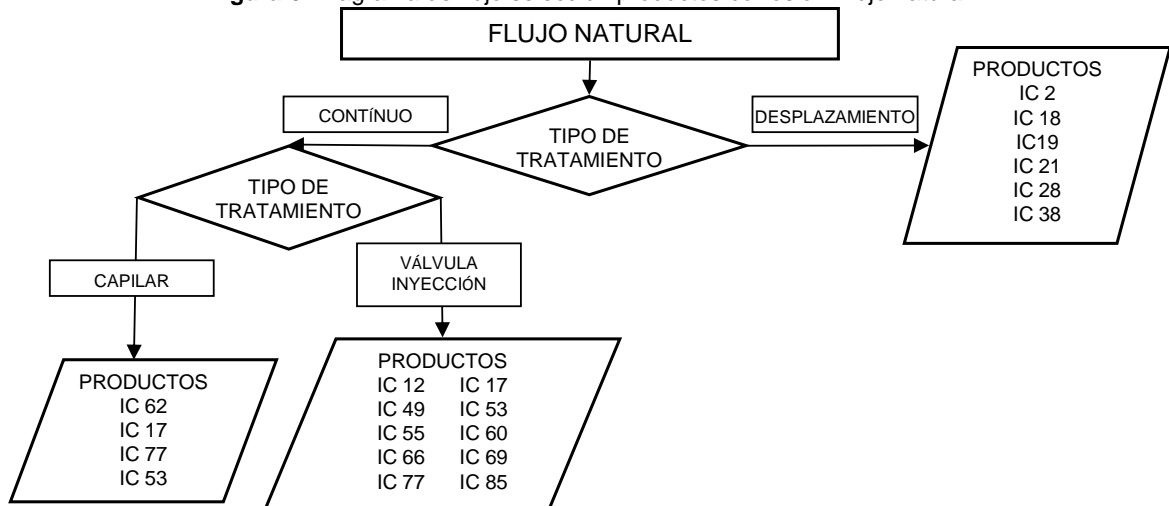 FLUJO NATURAL
CONTÍNUO
DESPLAZAMIENTO
TIPO DE
TRATAMIENTO
PRODUCTOS
IC 2
IC 18
IC19
IC 21
IC 28
IC 38
TIPO DE
TRATAMIENTO
CAPILAR
VÁLVULA
INYECCIÓN
PRODUCTOS
IC 62
IC 17
IC 77
IC 53
PRODUCTOS
IC 12 IC 17
IC 49 IC 53
IC 55 IC 60
IC 66 IC 69
IC 77 IC 85